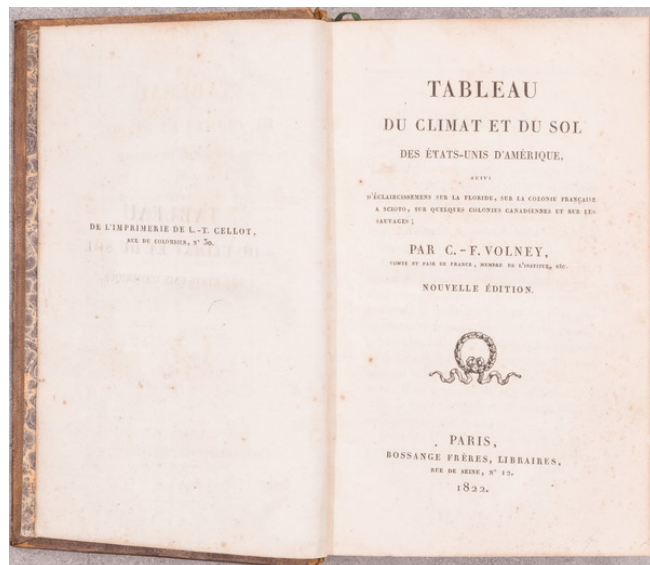 DE L'IMPRIMERIE DE L.-T. CELLOT,
RUE DU COLOMBIER, N° 30.
TABLEAU
DU CLIMAT ET DU SOL
DES ÉTATS-UNIS D'AMÉRIQUE,
SUIVI
D'ÉCLAIRCISSEMENS SUR LA FLORIDE, SUR LA COLONIE FRANÇAISE
A SCIOTO, SUR QUELQUES COLONIES CANADIENNES ET SUR LES
SAUVAGES;
PAR C.-F. VOLNEY,
COMTE ET PAIR DE FRANCE, MEMBRE DE L'INSTITUT, etc.
NOUVELLE ÉDITION.
PARIS,
BOSSANGE FRÈRES, LIBRAIRES,
RUE DE SEINE, N° 12.
1822.